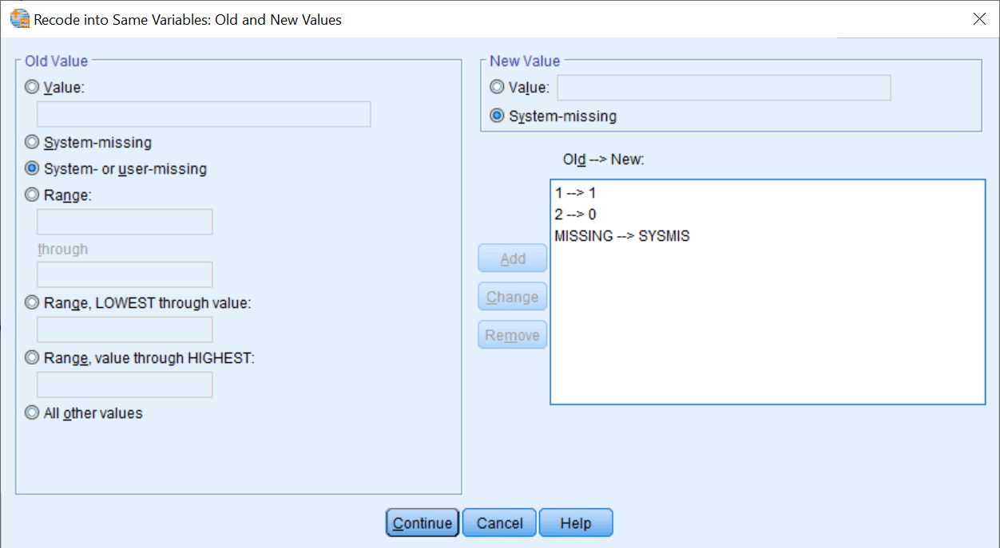 Recode into Same Variables: Old and New Values
Old Value
Value:
System-missing
System- or user-missing
Range:
through
Range, LOWEST through value:
Range, value through HIGHEST:
All other values
New Value
Value:
System-missing
Old --> New:
1 --> 1
2 --> 0
MISSING --> SYSMIS
Add
Change
Remove
Continue
Cancel
Help